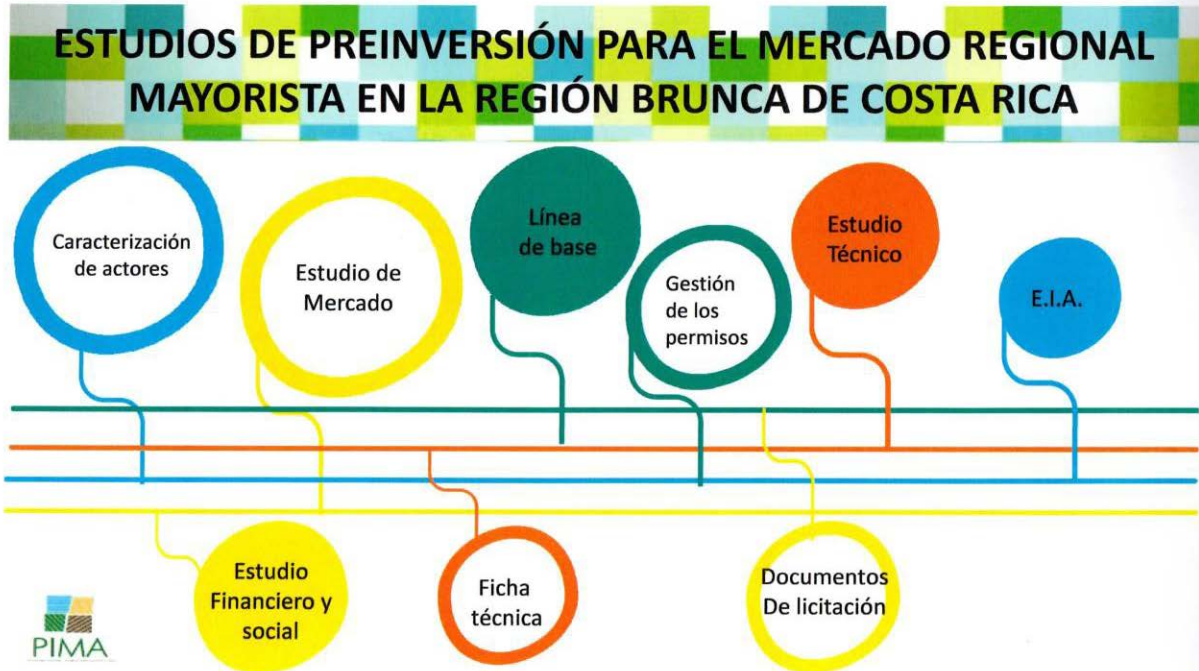 ESTUDIOS DE PREINVERSIÓN PARA EL MERCADO REGIONAL
MAYORISTA EN LA REGIÓN BRUNCA DE COSTA RICA
Caracterización
de actores
Estudio de
Mercado
Línea
de base
Gestión
de los
permisos
Estudio
Técnico
E.I.A.
Estudio
Financiero y
social
Ficha
técnica
Documentos
De licitación
PIMA